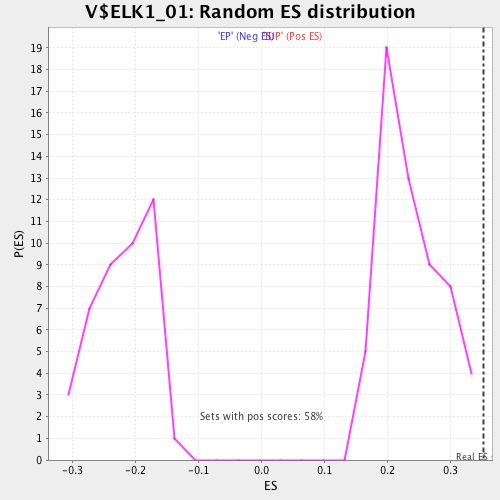 V$ELK1_01: Random ES distribution
'EP' (Neg ES) 'UP' (Pos ES)
P(ES)
19
18
17
16
15
14
13
12
11
10
9
8
7
6
5
4
3
2
1
0
Sets with pos scores: 58%
Real ES
-0.3 -0.2 -0.1 0.0 0.1 0.2 0.3
ES